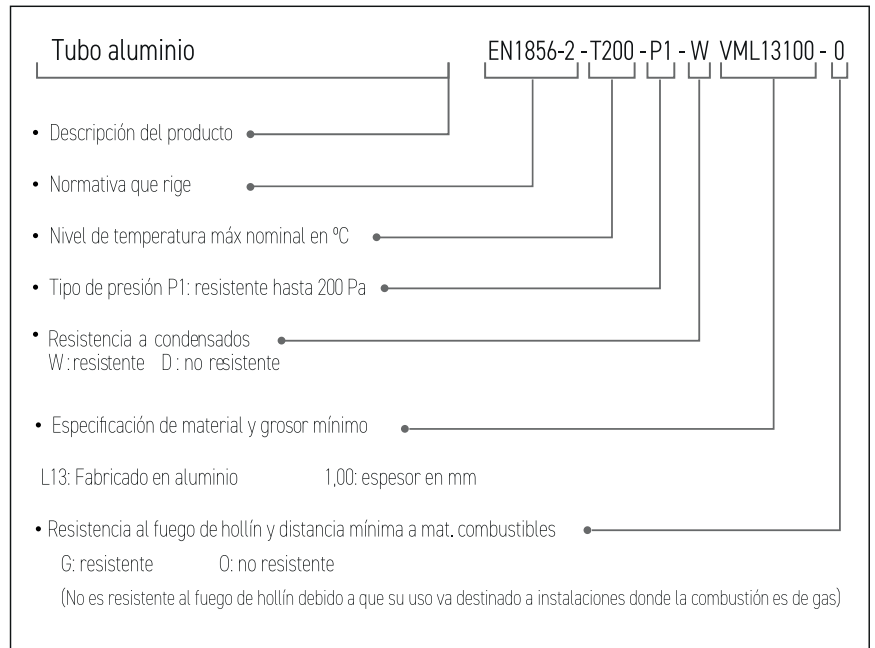 Tubo aluminio EN1856-2 - T200 - P1 - W VML13100 - 0
• Descripción del producto
• Normativa que rige
• Nivel de temperatura máx nominal en ºC
• Tipo de presión P1: resistente hasta 200 Pa
• Resistencia a condensados
W: resistente D: no resistente
• Especificación de material y grosor mínimo
L13: Fabricado en aluminio 1,00: espesor en mm
• Resistencia al fuego de hollín y distancia mínima a mat. combustibles
G: resistente O: no resistente
(No es resistente al fuego de hollín debido a que su uso va destinado a instalaciones donde la combustión es de gas)